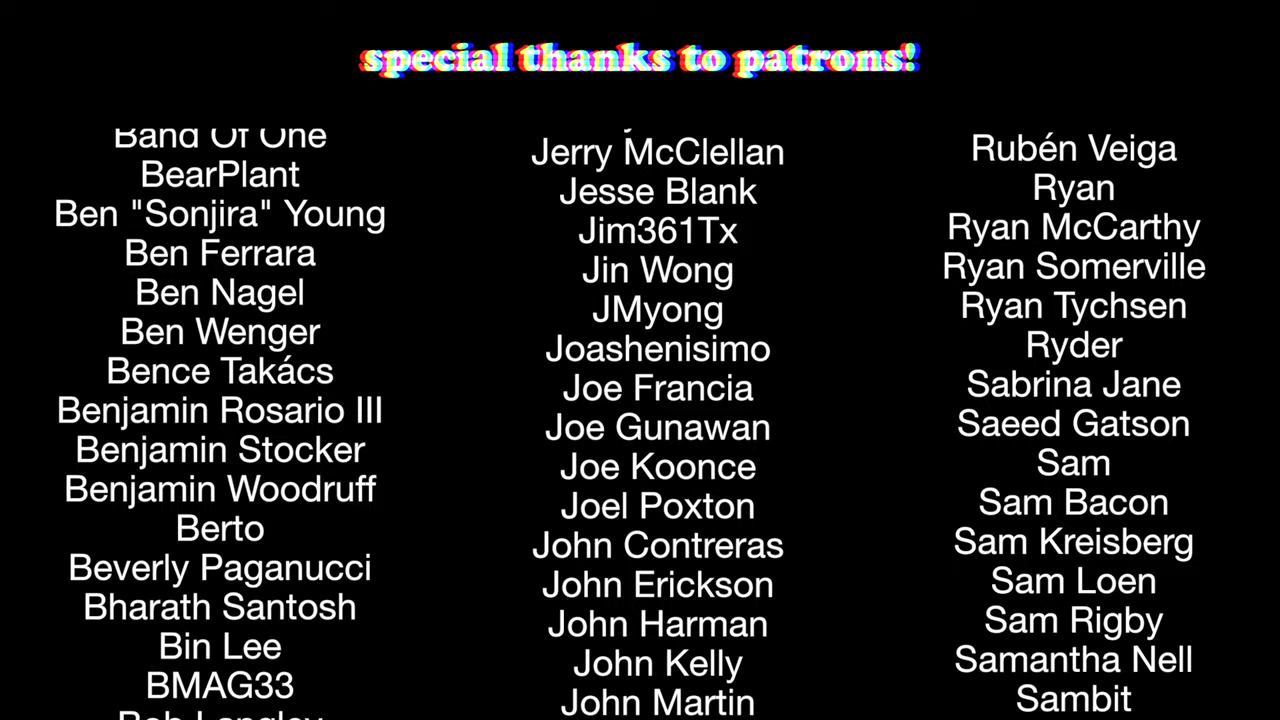 special thanks to patrons!
Band Of One
BearPlant
Ben "Sonjira" Young
Ben Ferrara
Ben Nagel
Ben Wenger
Bence Takács
Benjamin Rosario III
Benjamin Stocker
Benjamin Woodruff
Berto
Beverly Paganucci
Bharath Santosh
Bin Lee
BMAG33
Bob Langley
Jerry McClellan
Jesse Blank
Jim361Tx
Jin Wong
JMyong
Joashenisimo
Joe Francia
Joe Gunawan
Joe Koonce
Joel Poxton
John Contreras
John Erickson
John Harman
John Kelly
John Martin
Rubén Veiga
Ryan
Ryan McCarthy
Ryan Somerville
Ryan Tychsen
Ryder
Sabrina Jane
Saeed Gatson
Sam
Sam Bacon
Sam Kreisberg
Sam Loen
Sam Rigby
Samantha Nell
Sambit